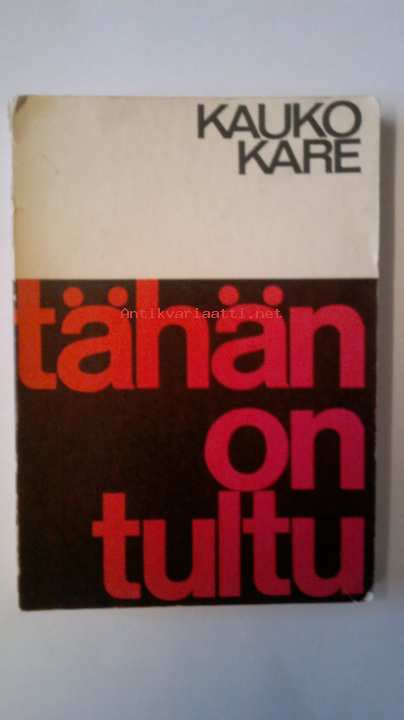 KAUKO
KARE
tähän
Antikvariaatti.net
on
tultu